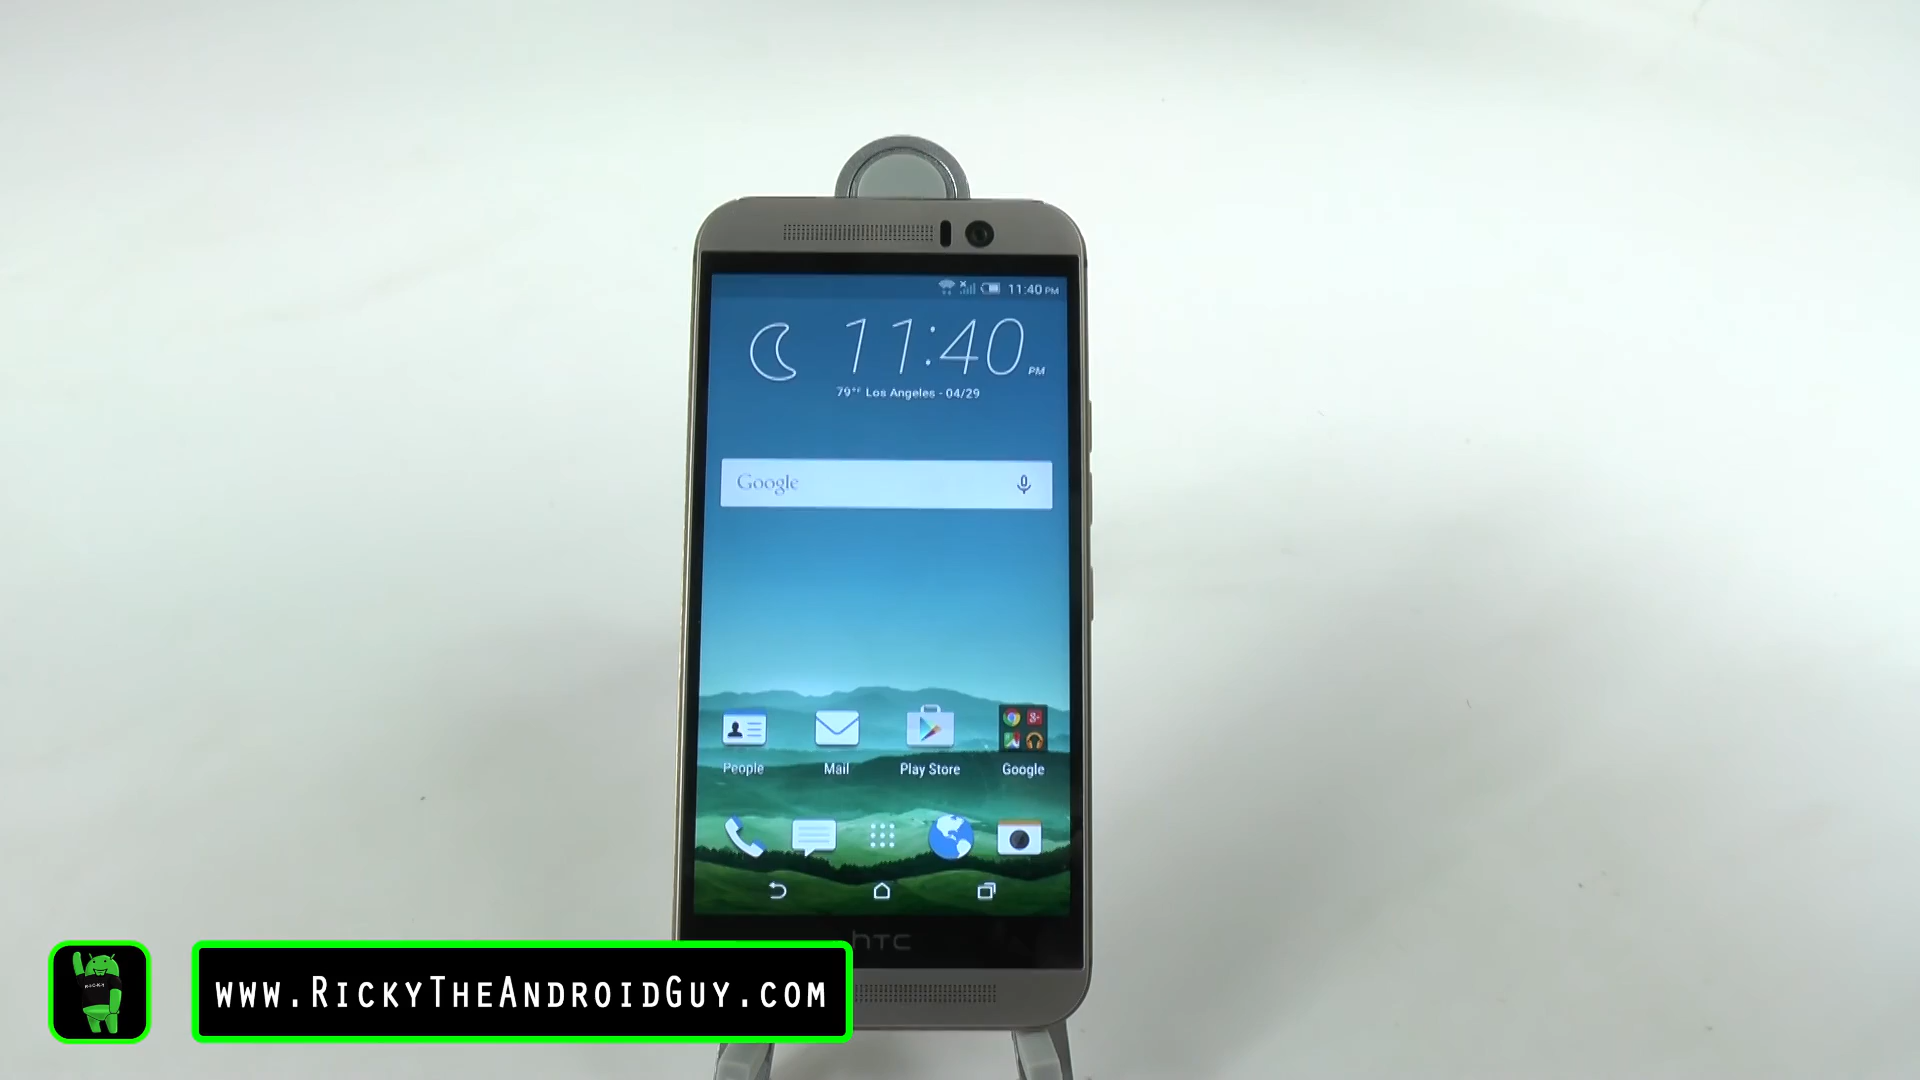 11:40 PM
11:40 PM
79°F Los Angeles - 04/29
Google
People Mail Play Store Google
hTC
www.RickyTheAndroidGuy.com